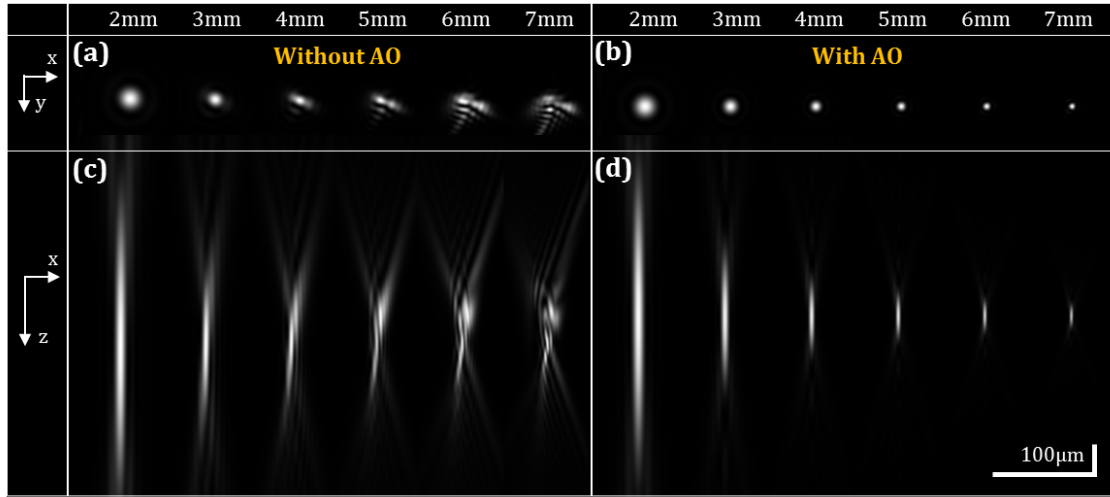 2mm 3mm 4mm 5mm 6mm 7mm 2mm 3mm 4mm 5mm 6mm 7mm
(a) Without AO (b) With AO
x
y
(c) (d)
x
z
100μm